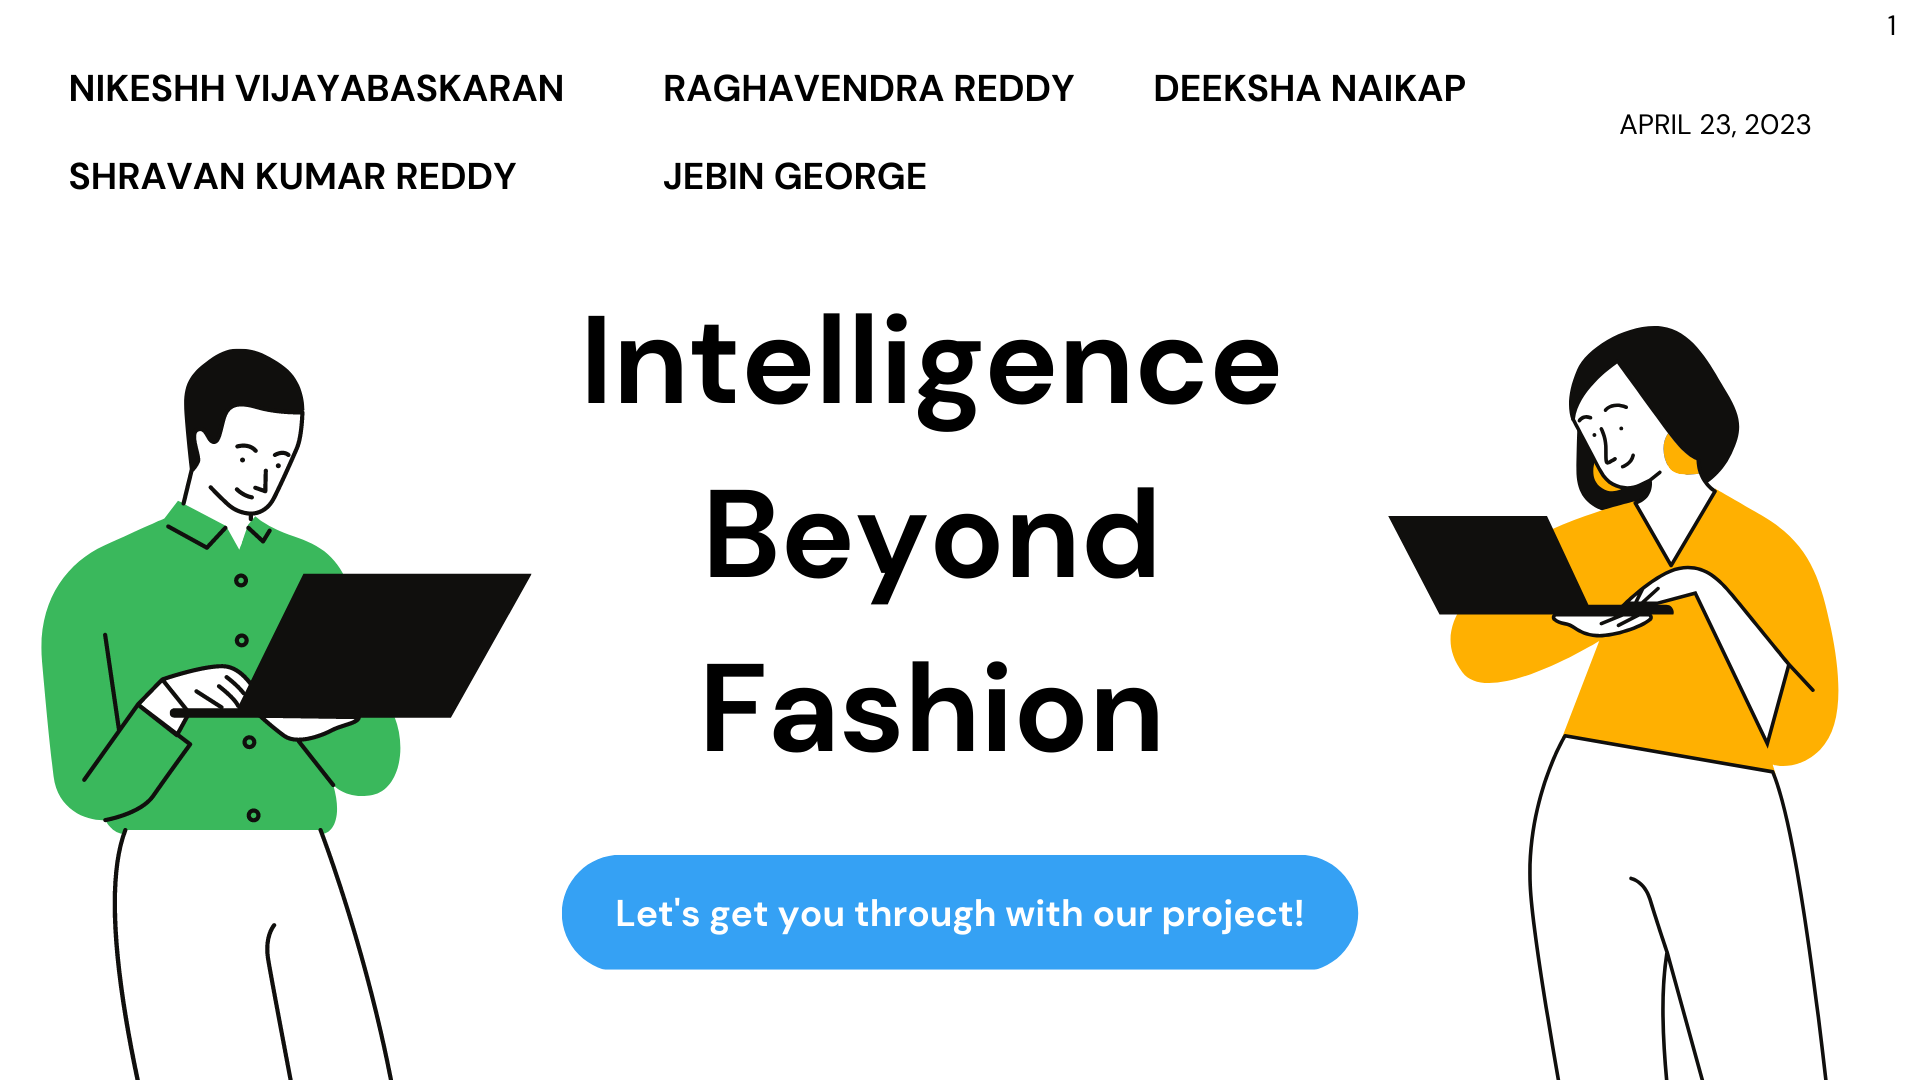 1
NIKESHH VIJAYABASKARAN RAGHAVENDRA REDDY DEEKSHA NAIKAP
APRIL 23, 2023
SHRAVAN KUMAR REDDY JEBIN GEORGE
Intelligence
Beyond
Fashion
Let's get you through with our project!